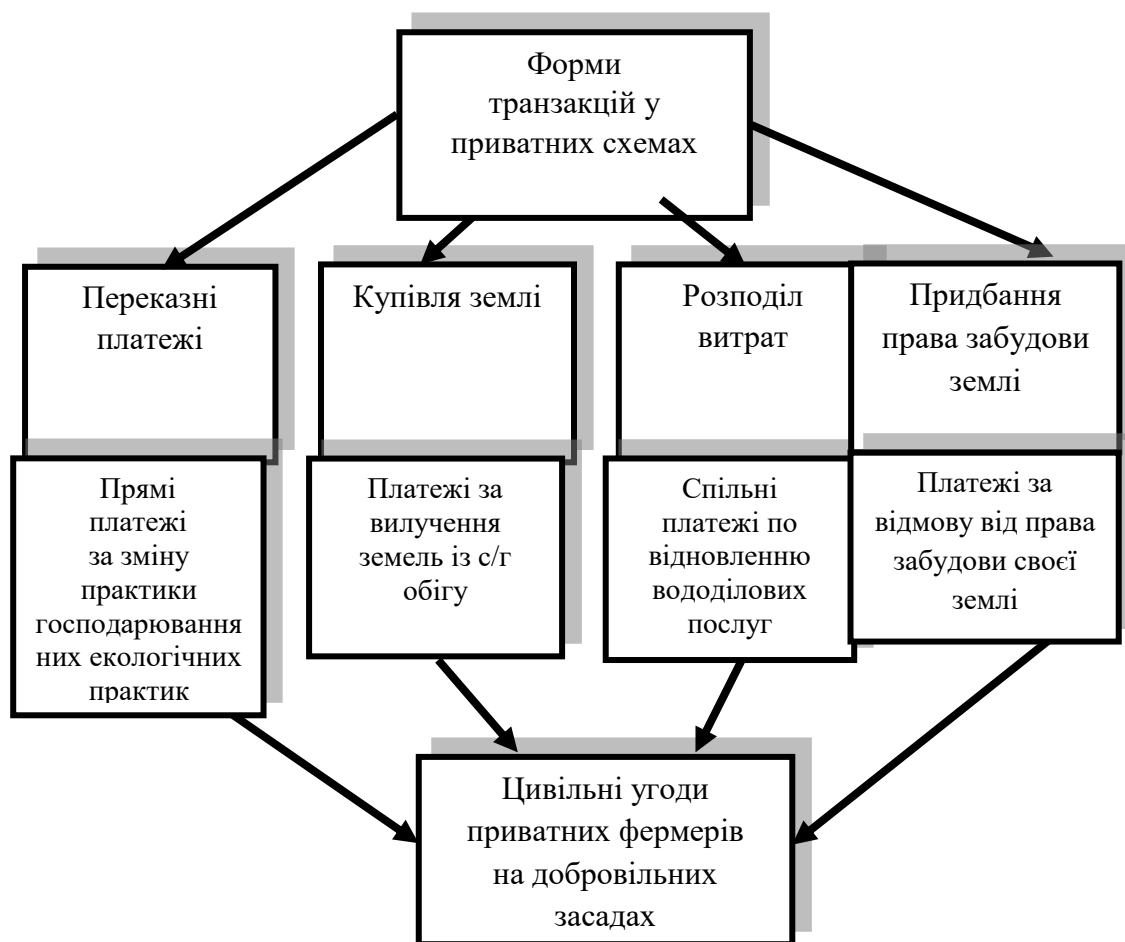 Форми
транзакцій у
приватних схемах
Переказні
платежі
Купівля землі
Розподіл
витрат
Придбання
права забудови
землі
Прямі
платежі
за зміну
практики
господарювання
них екологічних
практик
Платежі за
вилучення
земель із с/г
обігу
Спільні
платежі по
відновленню
вододілових
послуг
Платежі за
відмову від права
забудови своєї
землі
Цивільні угоди
приватних фермерів
на добровільних
засадах